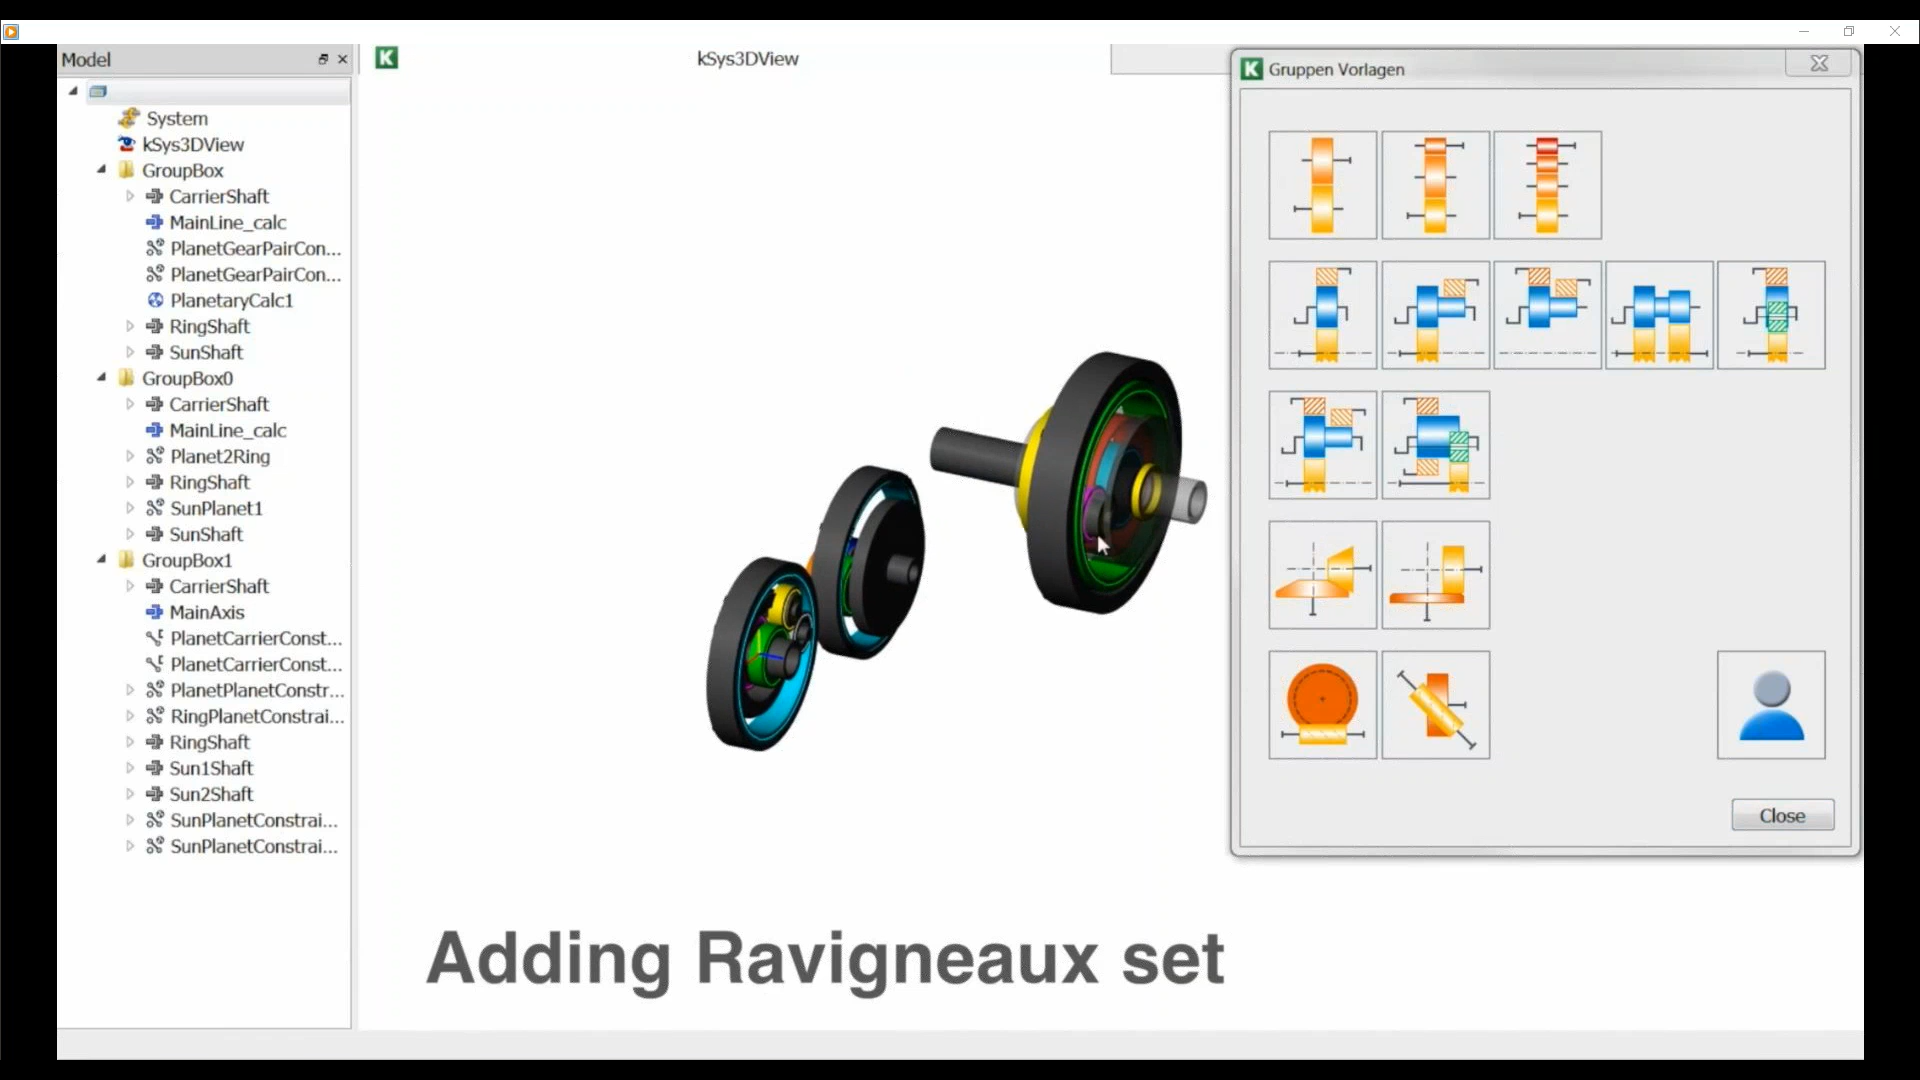 Model
System
kSys3DView
GroupBox
CarrierShaft
MainLine_calc
PlanetGearPairCon...
PlanetGearPairCon...
PlanetaryCalc1
RingShaft
SunShaft
GroupBox0
CarrierShaft
MainLine_calc
Planet2Ring
RingShaft
SunPlanet1
SunShaft
GroupBox1
CarrierShaft
MainAxis
PlanetCarrierConst...
PlanetCarrierConst...
PlanetPlanetConstr...
RingPlanetConstrai...
RingShaft
Sun1Shaft
Sun2Shaft
SunPlanetConstrai...
SunPlanetConstrai...
K
kSys3DView
K Gruppen Vorlagen
Close
Adding Ravigneaux set